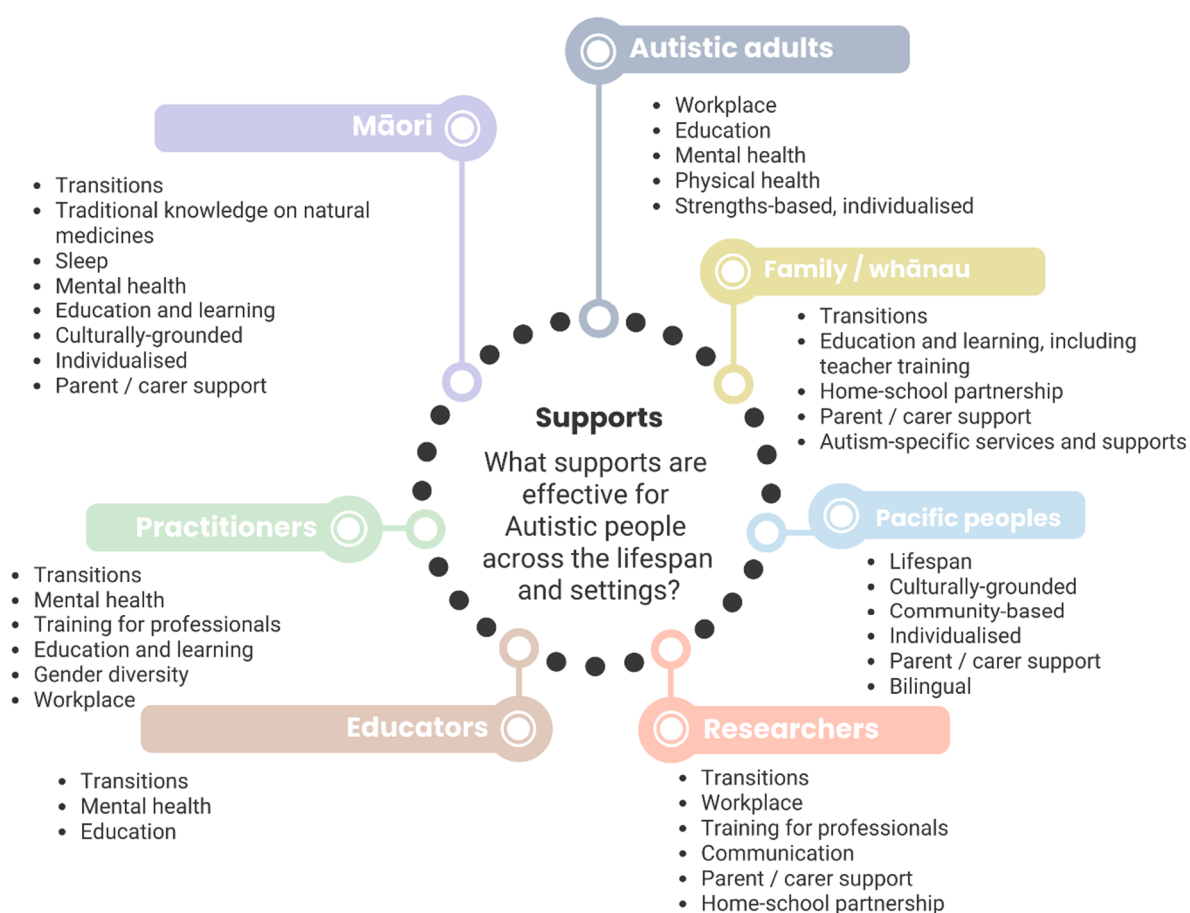 Autistic adults
• Workplace
• Education
• Mental health
• Physical health
• Strengths-based, individualised
Māori
• Transitions
• Traditional knowledge on natural
medicines
• Sleep
• Mental health
• Education and learning
• Culturally-grounded
• Individualised
• Parent / carer support
Family / whānau
• Transitions
• Education and learning, including
teacher training
• Home-school partnership
• Parent / carer support
• Autism-specific services and supports
Supports
What supports are
effective for
Autistic people
across the lifespan
and settings?
Practitioners
• Transitions
• Mental health
• Training for professionals
• Education and learning
• Gender diversity
• Workplace
Pacific peoples
• Lifespan
• Culturally-grounded
• Community-based
• Individualised
• Parent / carer support
• Bilingual
Educators
• Transitions
• Mental health
• Education
Researchers
• Transitions
• Workplace
• Training for professionals
• Communication
• Parent / carer support
• Home-school partnership